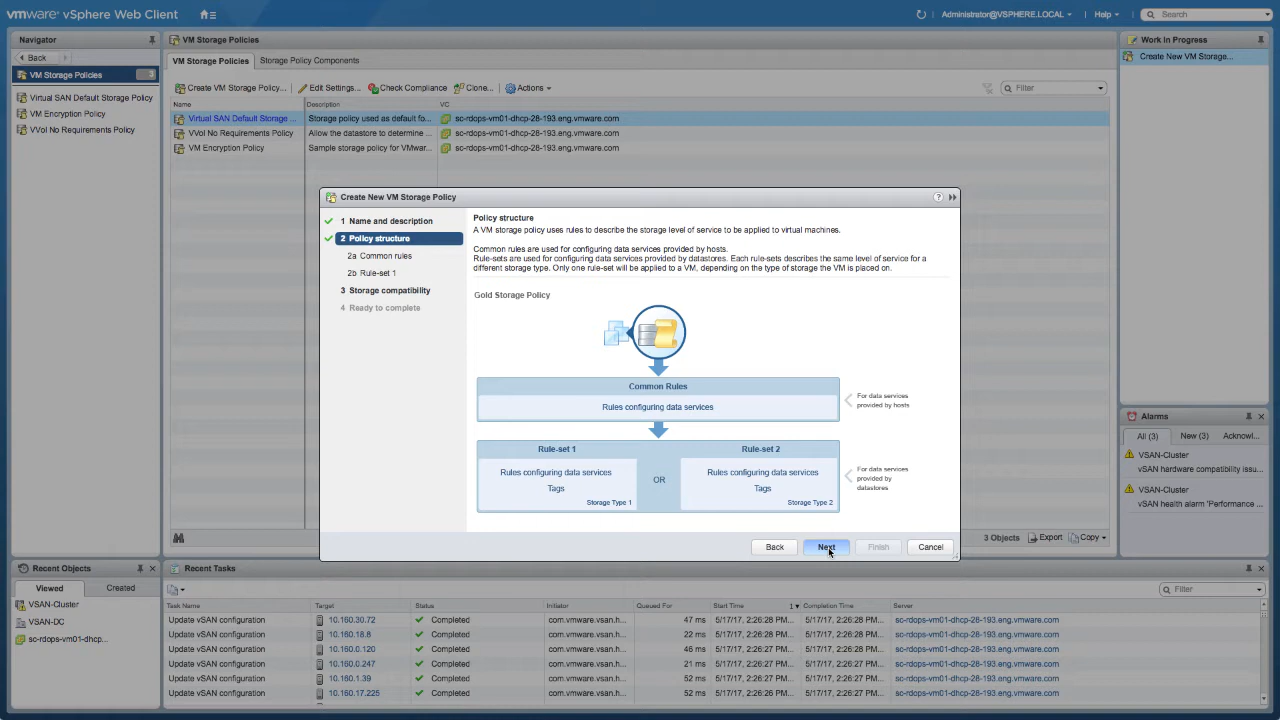 vmware® vSphere Web Client
Administrator@VSPHERE.LOCAL
Help
Search
Navigator
Back
VM Storage Policies
3
Virtual SAN Default Storage Policy
VM Encryption Policy
VVol No Requirements Policy
VM Storage Policies
VM Storage Policies
Storage Policy Components
Create VM Storage Policy...
Edit Settings...
Check Compliance
Clone...
Actions
Filter
Name
Description
VC
Virtual SAN Default Storage ...
Storage policy used as default fo...
sc-rdops-vm01-dhcp-28-193.eng.vmware.com
VVol No Requirements Policy
Allow the datastore to determine ...
sc-rdops-vm01-dhcp-28-193.eng.vmware.com
VM Encryption Policy
Sample storage policy for VMwar...
sc-rdops-vm01-dhcp-28-193.eng.vmware.com
3 Objects
Export
Copy
Work In Progress
Create New VM Storage...
Alarms
All (3)
New (3)
Acknowl...
VSAN-Cluster
vSAN hardware compatibility issu...
VSAN-Cluster
vSAN health alarm 'Performance ...
Create New VM Storage Policy
1 Name and description
2 Policy structure
2a Common rules
2b Rule-set 1
3 Storage compatibility
4 Ready to complete
Policy structure
A VM storage policy uses rules to describe the storage level of service to be applied to virtual machines.
Common rules are used for configuring data services provided by hosts.
Rule-sets are used for configuring data services provided by datastores. Each rule-sets describes the same level of service for a
different storage type. Only one rule-set will be applied to a VM, depending on the type of storage the VM is placed on.
Gold Storage Policy
Common Rules
Rules configuring data services
For data services
provided by hosts
Rule-set 1
Rules configuring data services
Tags
Storage Type 1
OR
Rule-set 2
Rules configuring data services
Tags
Storage Type 2
For data services
provided by
datastores
Back
Next
Finish
Cancel
Recent Objects
Viewed
Created
VSAN-Cluster
VSAN-DC
sc-rdops-vm01-dhcp...
Recent Tasks
Filter
Task Name
Target
Status
Initiator
Queued For
Start Time
1
Completion Time
Server
Update vSAN configuration
10.160.30.72
Completed
com.vmware.vsan.h...
47 ms
5/17/17, 2:26:28 PM...
5/17/17, 2:26:28 PM...
sc-rdops-vm01-dhcp-28-193.eng.vmware.com
Update vSAN configuration
10.160.18.8
Completed
com.vmware.vsan.h...
22 ms
5/17/17, 2:26:28 PM...
5/17/17, 2:26:28 PM...
sc-rdops-vm01-dhcp-28-193.eng.vmware.com
Update vSAN configuration
10.160.0.120
Completed
com.vmware.vsan.h...
46 ms
5/17/17, 2:26:27 PM...
5/17/17, 2:26:28 PM...
sc-rdops-vm01-dhcp-28-193.eng.vmware.com
Update vSAN configuration
10.160.0.247
Completed
com.vmware.vsan.h...
21 ms
5/17/17, 2:26:27 PM...
5/17/17, 2:26:27 PM...
sc-rdops-vm01-dhcp-28-193.eng.vmware.com
Update vSAN configuration
10.160.1.39
Completed
com.vmware.vsan.h...
52 ms
5/17/17, 2:26:27 PM...
5/17/17, 2:26:27 PM...
sc-rdops-vm01-dhcp-28-193.eng.vmware.com
Update vSAN configuration
10.160.17.225
Completed
com.vmware.vsan.h...
52 ms
5/17/17, 2:26:27 PM...
5/17/17, 2:26:27 PM...
sc-rdops-vm01-dhcp-28-193.eng.vmware.com